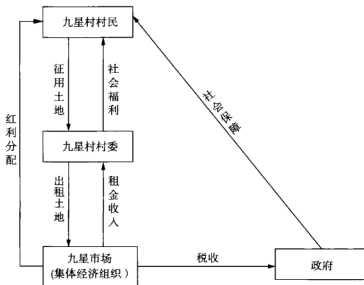 九星村村民
征用土地
社会福利
社会保障
红利分配
九星村村委
出租土地
租金收入
九星市场
(集体经济组织)
税收
政府